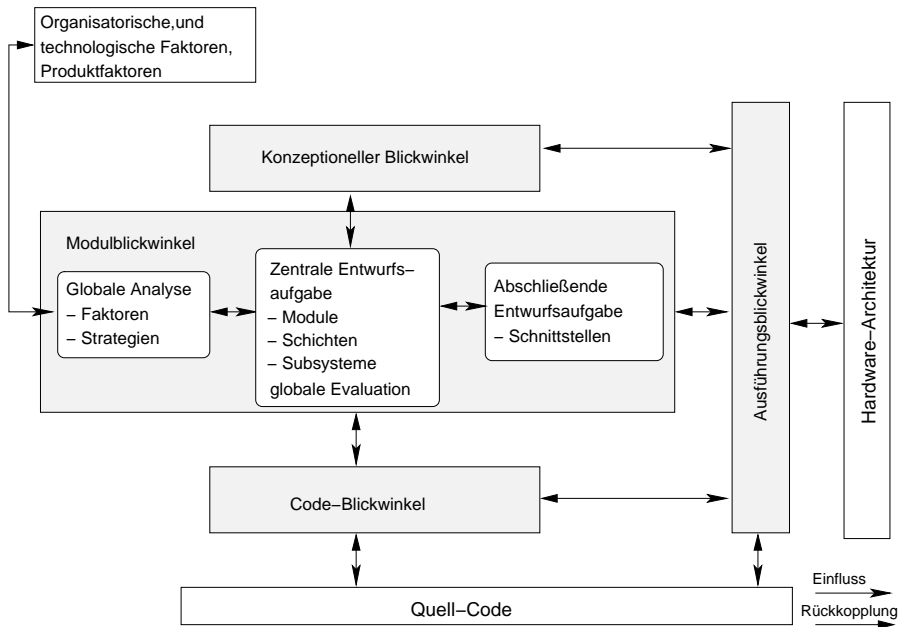 Organisatorische,und
technologische Faktoren,
Produktfaktoren
Konzeptioneller Blickwinkel
Modulblickwinkel
Globale Analyse
– Faktoren
– Strategien
Zentrale Entwurfs–
aufgabe
– Module
– Schichten
– Subsysteme
globale Evaluation
Abschließende
Entwurfsaufgabe
– Schnittstellen
Ausführungsblickwinkel
Hardware–Architektur
Code–Blickwinkel
Quell–Code
Einfluss
Rückkopplung